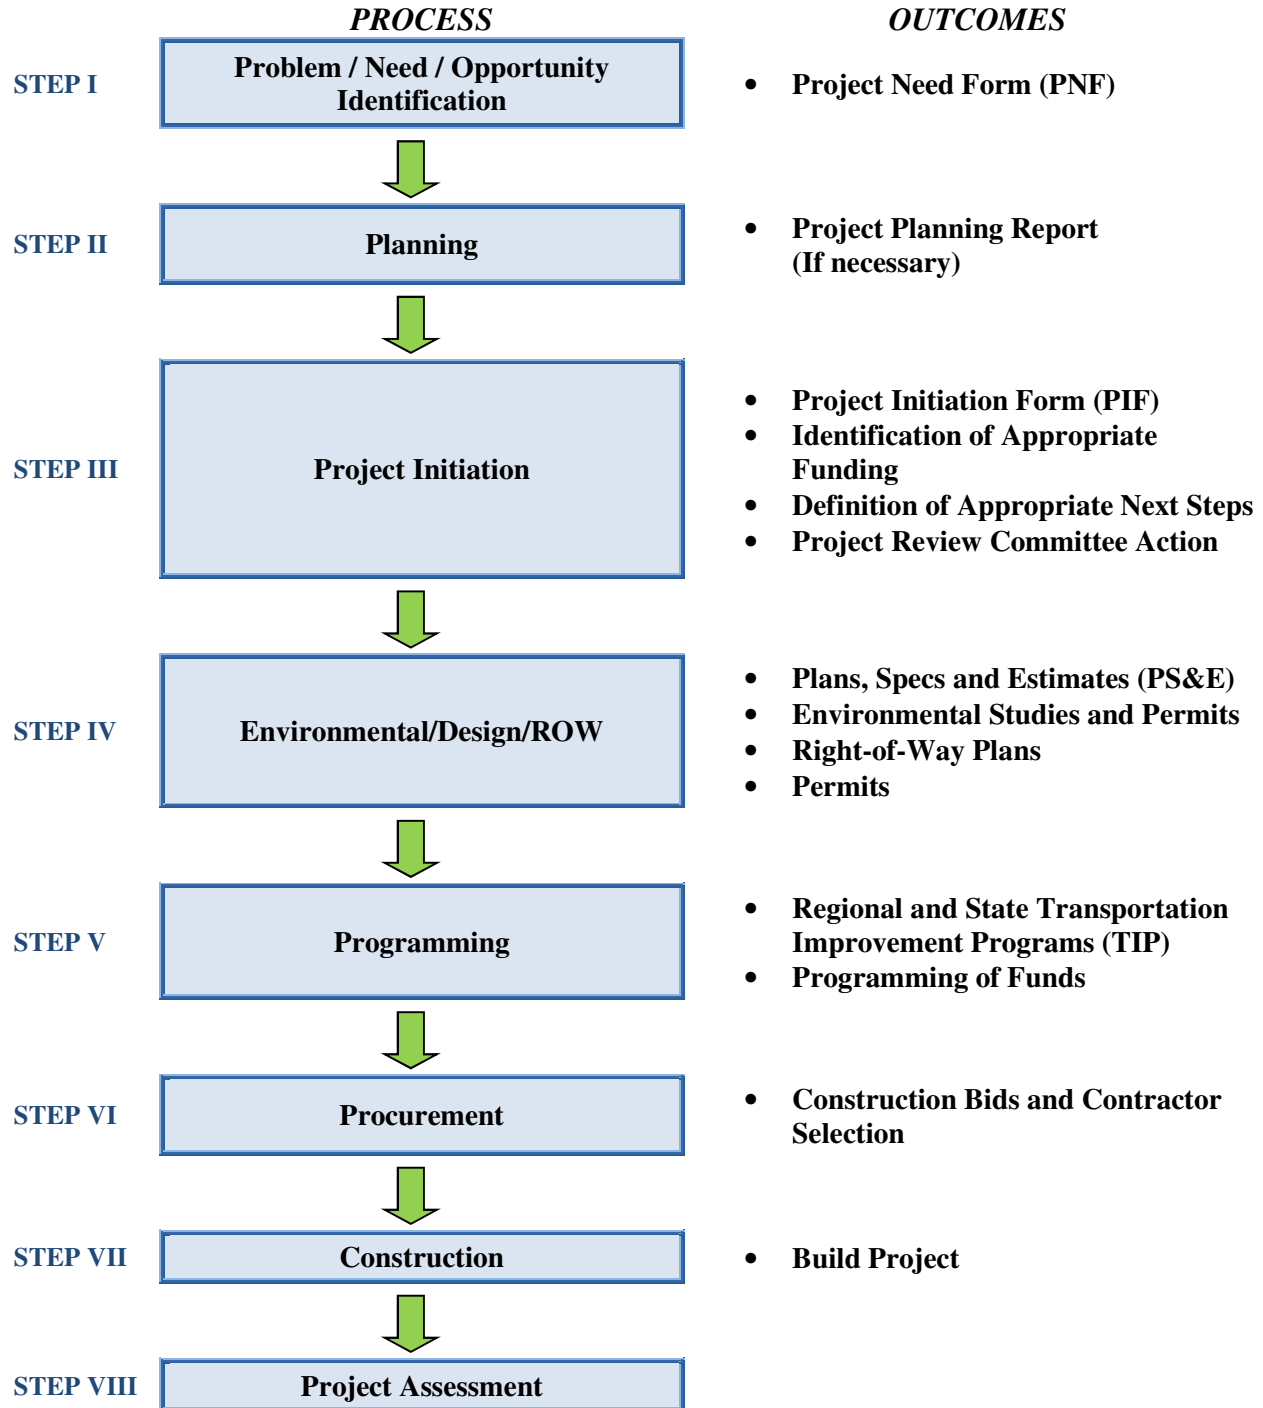 PROCESS OUTCOMES
STEP I
Problem / Need / Opportunity
Identification
• Project Need Form (PNF)
STEP II
Planning
• Project Planning Report
(If necessary)
STEP III
Project Initiation
• Project Initiation Form (PIF)
• Identification of Appropriate
Funding
• Definition of Appropriate Next Steps
• Project Review Committee Action
STEP IV
Environmental/Design/ROW
• Plans, Specs and Estimates (PS&E)
• Environmental Studies and Permits
• Right-of-Way Plans
• Permits
STEP V
Programming
• Regional and State Transportation
Improvement Programs (TIP)
• Programming of Funds
STEP VI
Procurement
• Construction Bids and Contractor
Selection
STEP VII
Construction
• Build Project
STEP VIII
Project Assessment